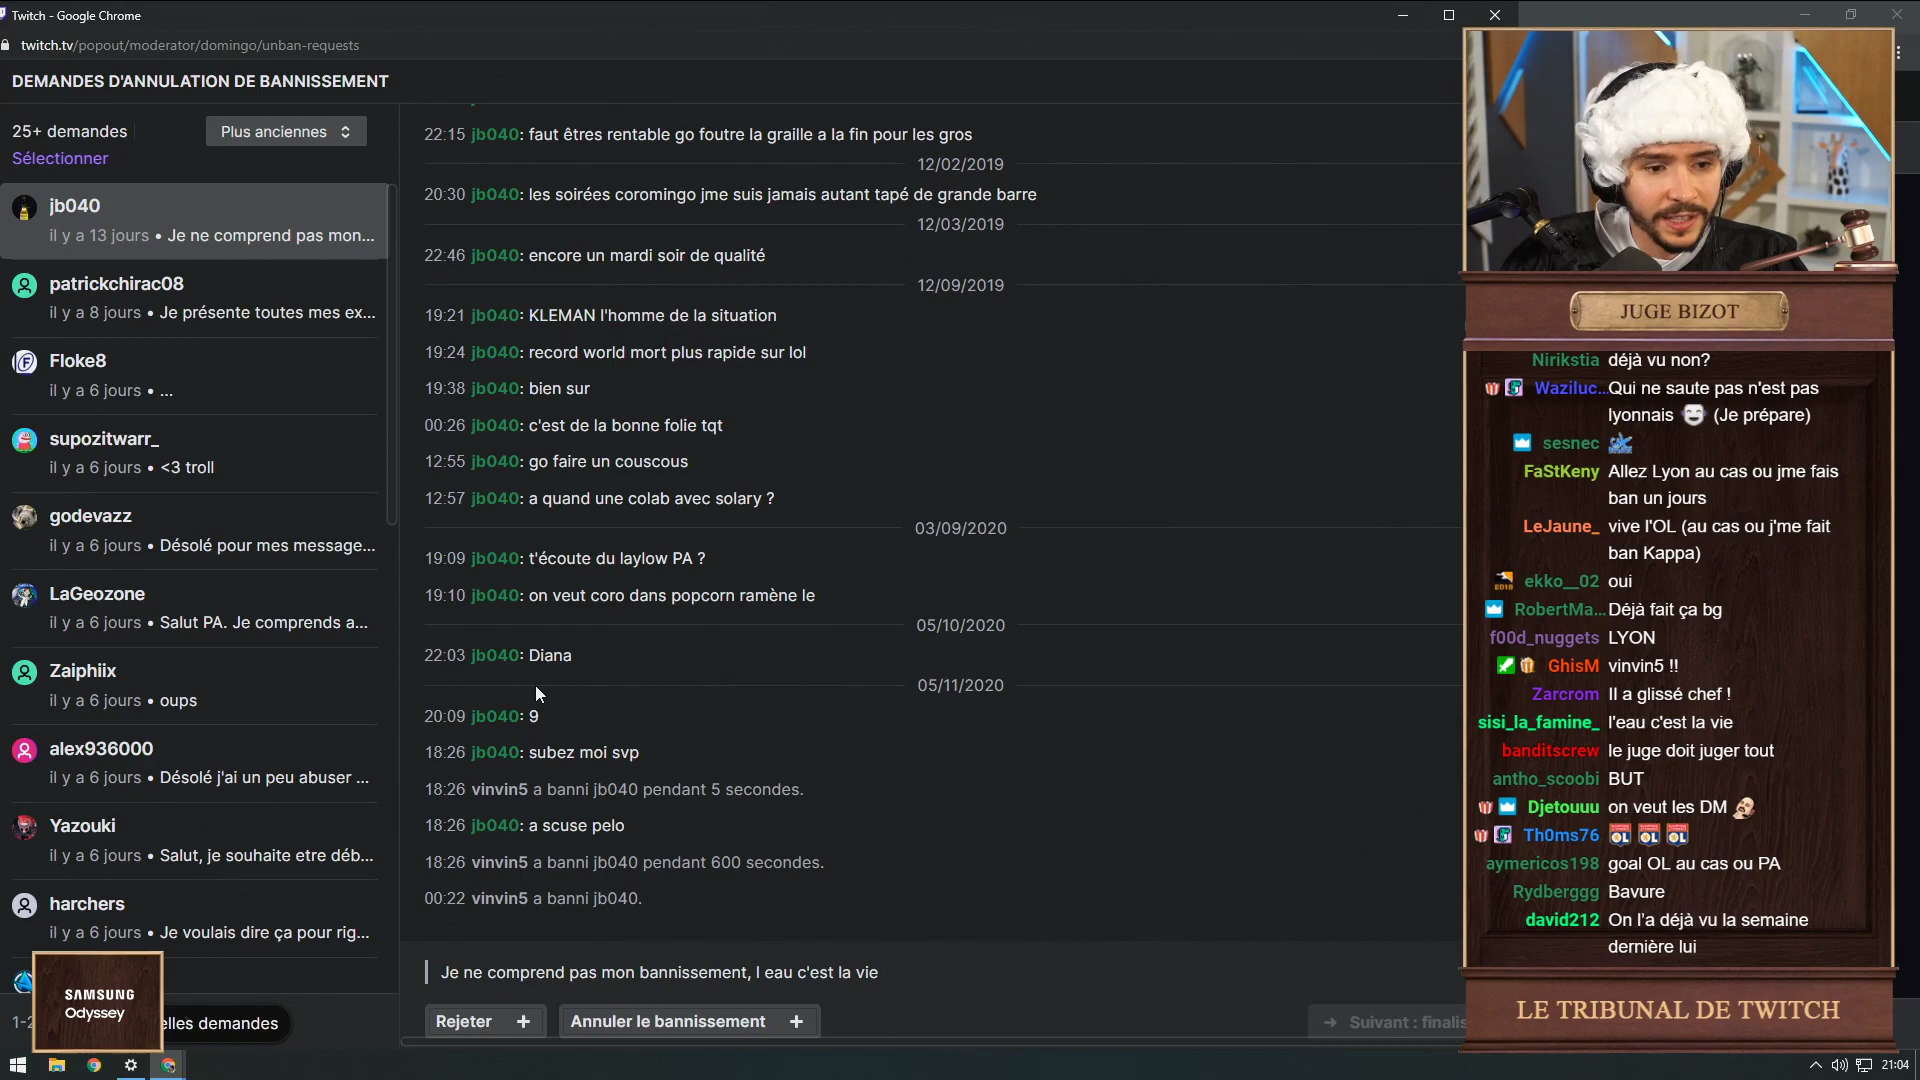 Twitch - Google Chrome
twitch.tv/popout/moderator/domingo/unban-requests
DEMANDES D'ANNULATION DE BANNISSEMENT
25+ demandes
Plus anciennes
Sélectionner
jb040
il y a 13 jours • Je ne comprend pas mon...
patrickchirac08
il y a 8 jours • Je présente toutes mes ex...
Floke8
il y a 6 jours • ...
supozitwarr_
il y a 6 jours • <3 troll
godevazz
il y a 6 jours • Désolé pour mes message...
LaGeozone
il y a 6 jours • Salut PA. Je comprends a...
Zaiphiix
il y a 6 jours • oups
alex936000
il y a 6 jours • Désolé j'ai un peu abuser ...
Yazouki
il y a 6 jours • Salut, je souhaite etre déb...
harchers
il y a 6 jours • Je voulais dire ça pour rig...
SAMSUNG
Odyssey
elles demandes
22:15 jb040: faut êtres rentable go foutre la graille a la fin pour les gros
12/02/2019
20:30 jb040: les soirées coromingo jme suis jamais autant tapé de grande barre
12/03/2019
22:46 jb040: encore un mardi soir de qualité
12/09/2019
19:21 jb040: KLEMAN l'homme de la situation
19:24 jb040: record world mort plus rapide sur lol
19:38 jb040: bien sur
00:26 jb040: c'est de la bonne folie tqt
12:55 jb040: go faire un couscous
12:57 jb040: a quand une colab avec solary ?
03/09/2020
19:09 jb040: t'écoute du laylow PA ?
19:10 jb040: on veut coro dans popcorn ramène le
05/10/2020
22:03 jb040: Diana
05/11/2020
20:09 jb040: 9
18:26 jb040: subez moi svp
18:26 vinvin5 a banni jb040 pendant 5 secondes.
18:26 jb040: a scuse pelo
18:26 vinvin5 a banni jb040 pendant 600 secondes.
00:22 vinvin5 a banni jb040.
Je ne comprend pas mon bannissement, l eau c'est la vie
Rejeter +
Annuler le bannissement +
→ Suivant : finalis
JUGE BIZOT
Nirikstia déjà vu non?
Waziluc... Qui ne saute pas n'est pas
lyonnais (Je prépare)
sesnec
FaStKeny Allez Lyon au cas ou jme fais
ban un jours
LeJaune_ vive l'OL (au cas ou j'me fait
ban Kappa)
ekko__02 oui
RobertMa... Déjà fait ça bg
f00d_nuggets LYON
GhisM vinvin5 !!
Zarcrom Il a glissé chef !
sisi_la_famine_ l'eau c'est la vie
banditscrew le juge doit juger tout
antho_scoobi BUT
Djetouuu on veut les DM
Th0ms76
aymericos198 goal OL au cas ou PA
Rydberggg Bavure
david212 On l'a déjà vu la semaine
dernière lui
LE TRIBUNAL DE TWITCH
21:04